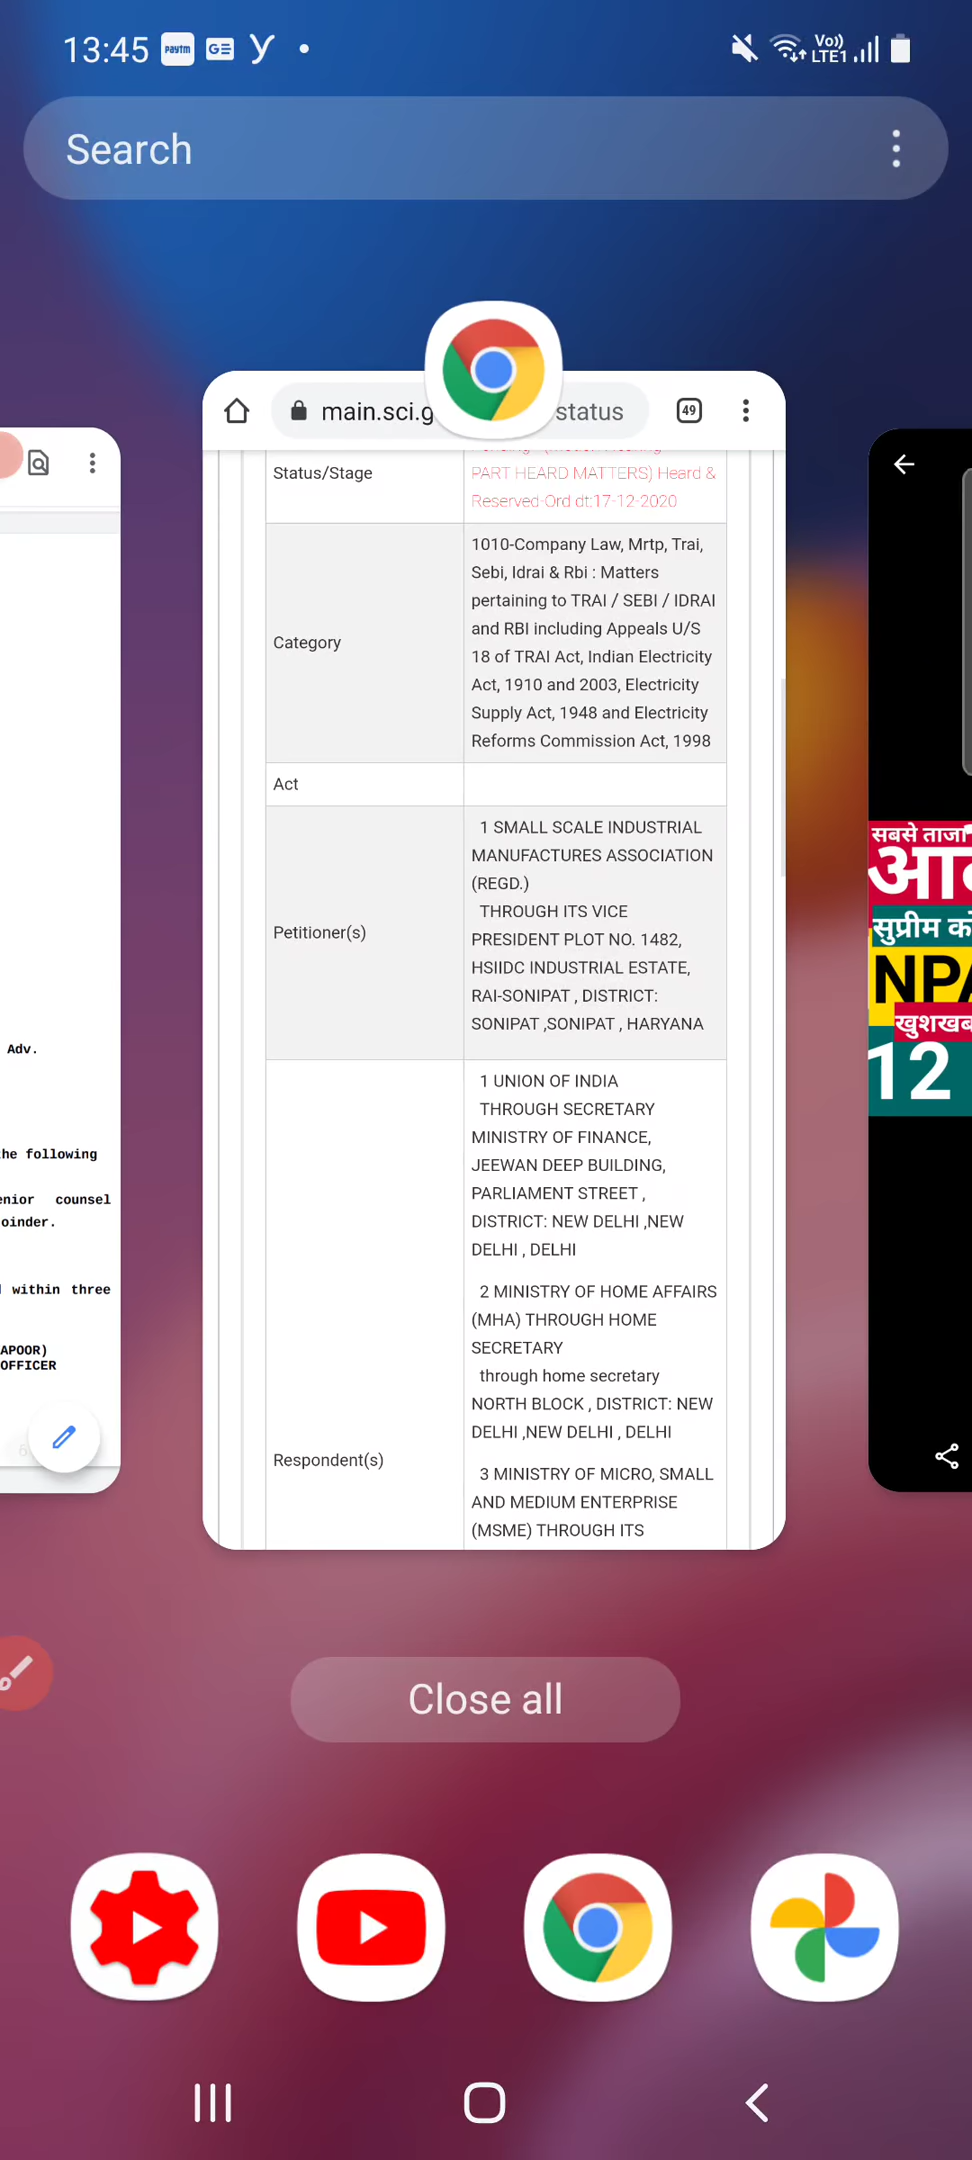 13:45
Paytm
GE
Vo))
LTE1
Search
main.sci.g
status
49
Status/Stage
PART HEARD MATTERS) Heard &
Reserved-Ord dt:17-12-2020
Category
1010-Company Law, Mrtp, Trai,
Sebi, Idrai & Rbi : Matters
pertaining to TRAI / SEBI / IDRAI
and RBI including Appeals U/S
18 of TRAI Act, Indian Electricity
Act, 1910 and 2003, Electricity
Supply Act, 1948 and Electricity
Reforms Commission Act, 1998
Act
Petitioner(s)
1 SMALL SCALE INDUSTRIAL
MANUFACTURES ASSOCIATION
(REGD.)
THROUGH ITS VICE
PRESIDENT PLOT NO. 1482,
HSIIDC INDUSTRIAL ESTATE,
RAI-SONIPAT , DISTRICT:
SONIPAT ,SONIPAT , HARYANA
Respondent(s)
1 UNION OF INDIA
THROUGH SECRETARY
MINISTRY OF FINANCE,
JEEWAN DEEP BUILDING,
PARLIAMENT STREET ,
DISTRICT: NEW DELHI ,NEW
DELHI , DELHI
2 MINISTRY OF HOME AFFAIRS
(MHA) THROUGH HOME
SECRETARY
through home secretary
NORTH BLOCK , DISTRICT: NEW
DELHI ,NEW DELHI , DELHI
3 MINISTRY OF MICRO, SMALL
AND MEDIUM ENTERPRISE
(MSME) THROUGH ITS
Adv.
he following
enior counsel
oinder.
within three
APOOR)
OFFICER
सबसे ताजा
आ
सुप्रीम को
NPA
खुशखब
12
Close all